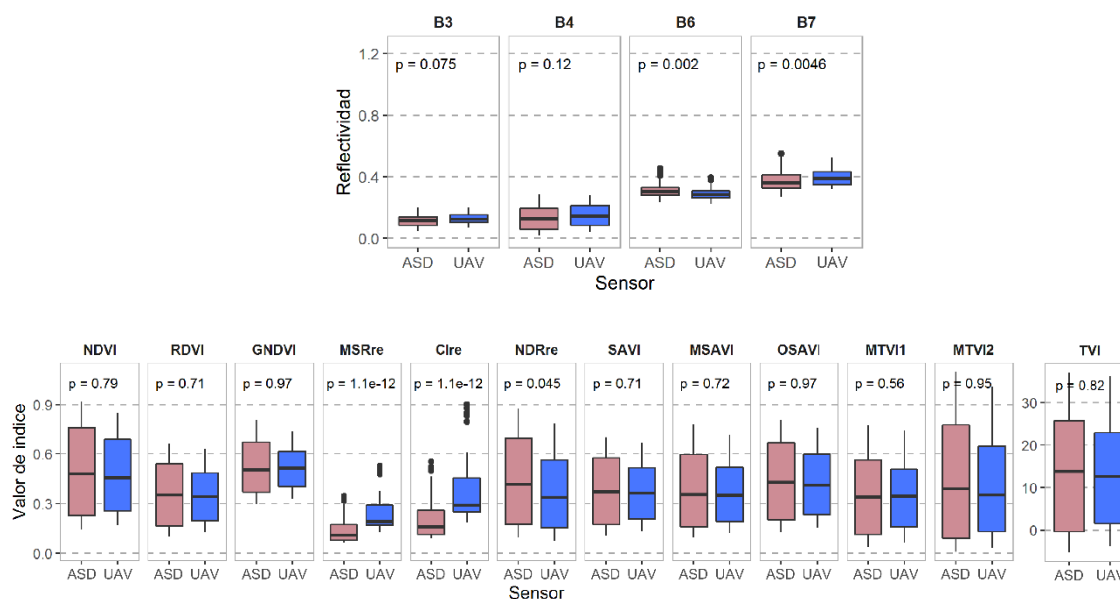 B3 B4 B6 B7
p = 0.075 p = 0.12 p = 0.002 p = 0.0046
1.2
0.8
0.4
0.0
Reflectividad
ASD UAV ASD UAV ASD UAV ASD UAV
Sensor
NDVI RDVI GNDVI MSRre CIre NDRre SAVI MSAVI OSAVI MTVI1 MTVI2 TVI
p = 0.79 p = 0.71 p = 0.97 p = 1.1e-12 p = 1.1e-12 p = 0.045 p = 0.71 p = 0.72 p = 0.97 p = 0.56 p = 0.95 p = 0.82
0.9 30
0.6 20
0.3 10
0.0 0
Valor de índice
ASD UAV ASD UAV ASD UAV ASD UAV ASD UAV ASD UAV ASD UAV ASD UAV ASD UAV ASD UAV ASD UAV ASD UAV
Sensor